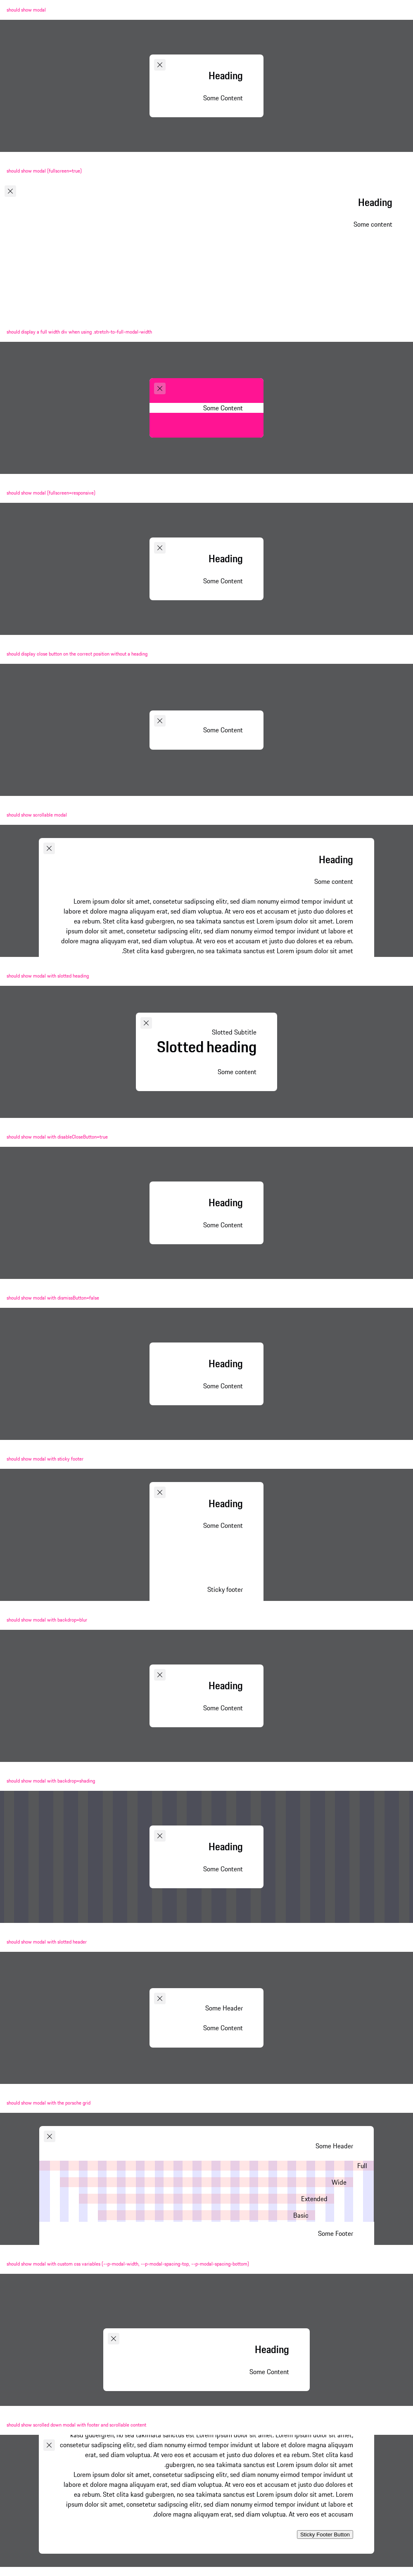 should show modal
Heading
Some Content
should show modal [fullscreen=true]
Heading
Some content
should display a full width div when using .stretch-to-full-modal-width
Some Content
should show modal [fullscreen=responsive]
Heading
Some Content
should display close button on the correct position without a heading
Some Content
should show scrollable modal
Heading
Some content
Lorem ipsum dolor sit amet, consetetur sadipscing elitr, sed diam nonumy eirmod tempor invidunt ut
labore et dolore magna aliquyam erat, sed diam voluptua. At vero eos et accusam et justo duo dolores et
ea rebum. Stet clita kasd gubergren, no sea takimata sanctus est Lorem ipsum dolor sit amet. Lorem
ipsum dolor sit amet, consetetur sadipscing elitr, sed diam nonumy eirmod tempor invidunt ut labore et
dolore magna aliquyam erat, sed diam voluptua. At vero eos et accusam et justo duo dolores et ea rebum.
.Stet clita kasd gubergren, no sea takimata sanctus est Lorem ipsum dolor sit amet
should show modal with slotted heading
Slotted Subtitle
Slotted heading
Some content
should show modal with disableCloseButton=true
Heading
Some Content
should show modal with dismissButton=false
Heading
Some Content
should show modal with sticky footer
Heading
Some Content
Sticky footer
should show modal with backdrop=blur
Heading
Some Content
should show modal with backdrop=shading
Heading
Some Content
should show modal with slotted header
Some Header
Some Content
should show modal with the porsche grid
Some Header
Full
Wide
Extended
Basic
Some Footer
should show modal with custom css variables (--p-modal-width, --p-modal-spacing-top, --p-modal-spacing-bottom)
Heading
Some Content
should show scrolled down modal with footer and scrollable content
kasd gubergren, no sea takimata sanctus est Lorem ipsum dolor sit amet. Lorem ipsum dolor sit amet,
consetetur sadipscing elitr, sed diam nonumy eirmod tempor invidunt ut labore et dolore magna aliquyam
erat, sed diam voluptua. At vero eos et accusam et justo duo dolores et ea rebum. Stet clita kasd
.gubergren, no sea takimata sanctus est Lorem ipsum dolor sit amet
Lorem ipsum dolor sit amet, consetetur sadipscing elitr, sed diam nonumy eirmod tempor invidunt ut
labore et dolore magna aliquyam erat, sed diam voluptua. At vero eos et accusam et justo duo dolores et
ea rebum. Stet clita kasd gubergren, no sea takimata sanctus est Lorem ipsum dolor sit amet. Lorem
ipsum dolor sit amet, consetetur sadipscing elitr, sed diam nonumy eirmod tempor invidunt ut labore et
.dolore magna aliquyam erat, sed diam voluptua. At vero eos et accusam
Sticky Footer Button